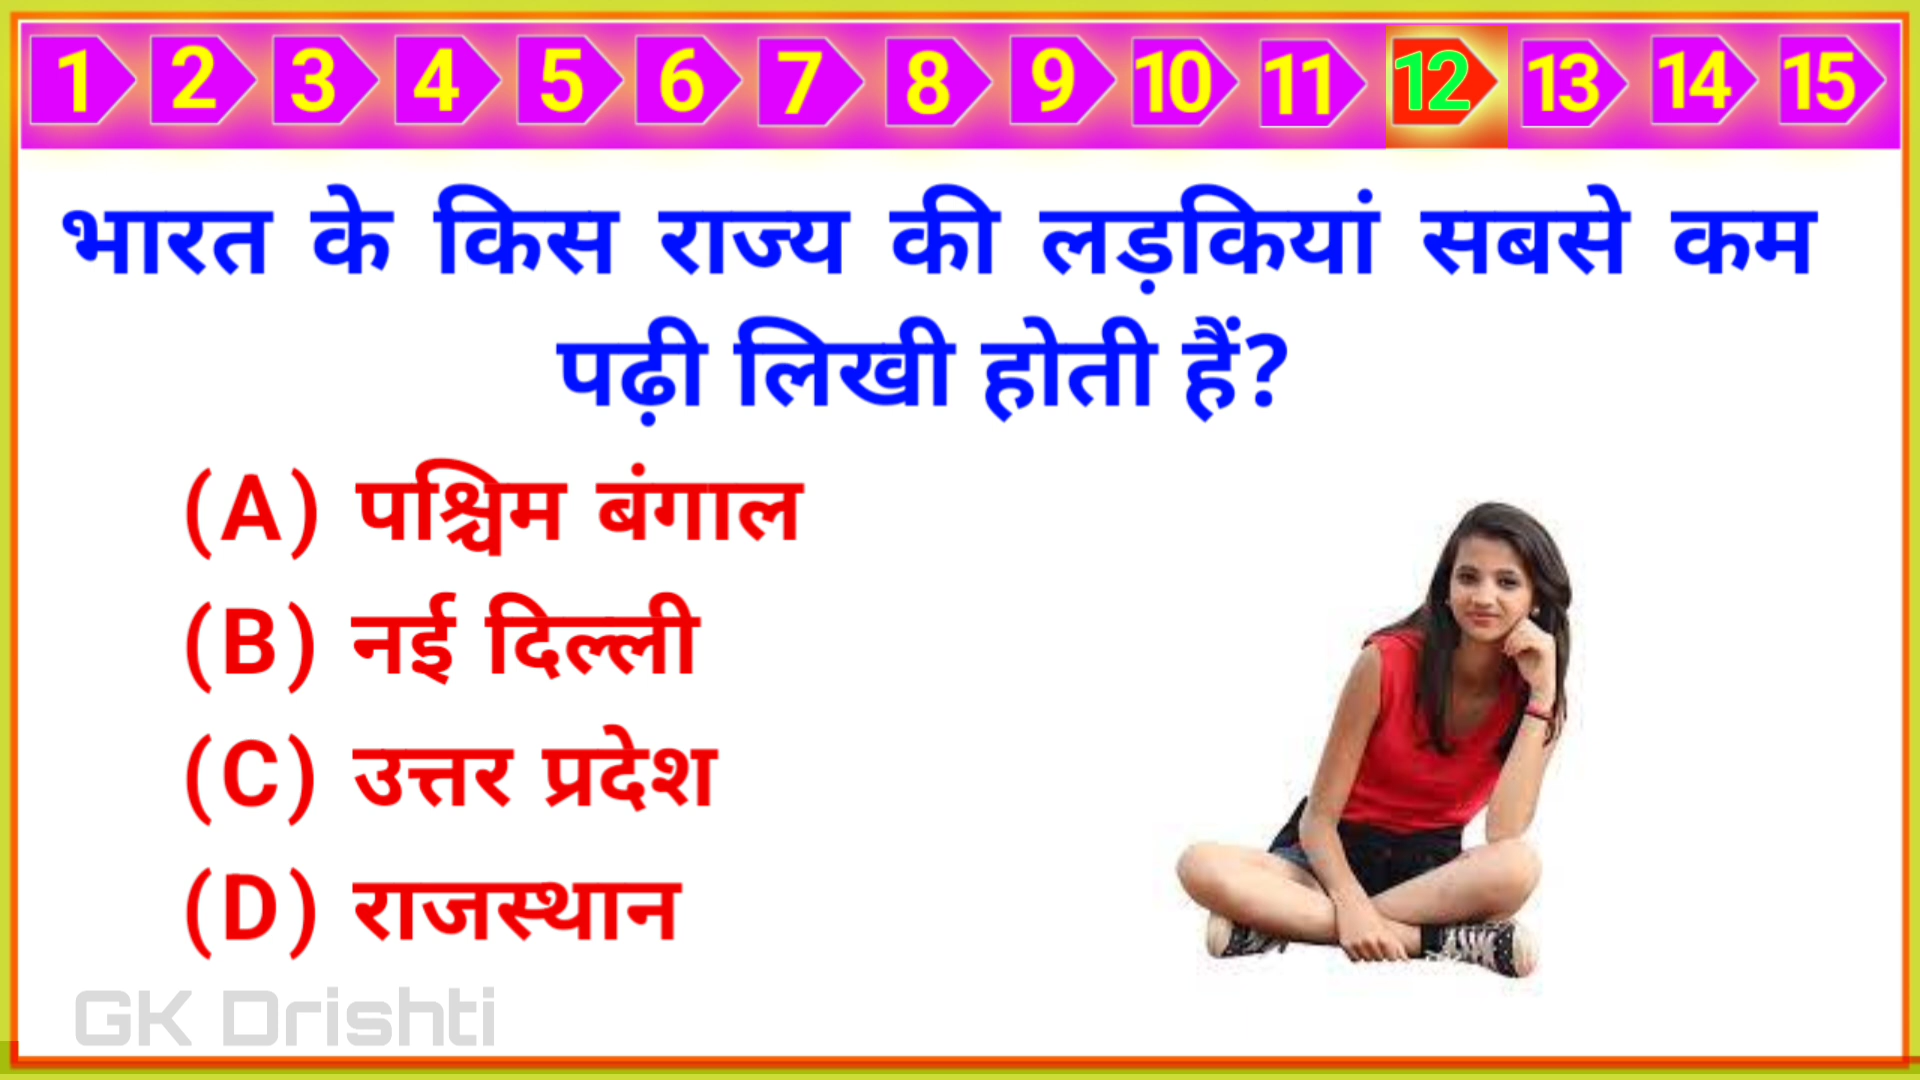 1 2 3 4 5 6 7 8 9 10 11 12 13 14 15
भारत के किस राज्य की लड़कियां सबसे कम
पढ़ी लिखी होती हैं?
(A) पश्चिम बंगाल
(B) नई दिल्ली
(C) उत्तर प्रदेश
(D) राजस्थान
GK Drishti